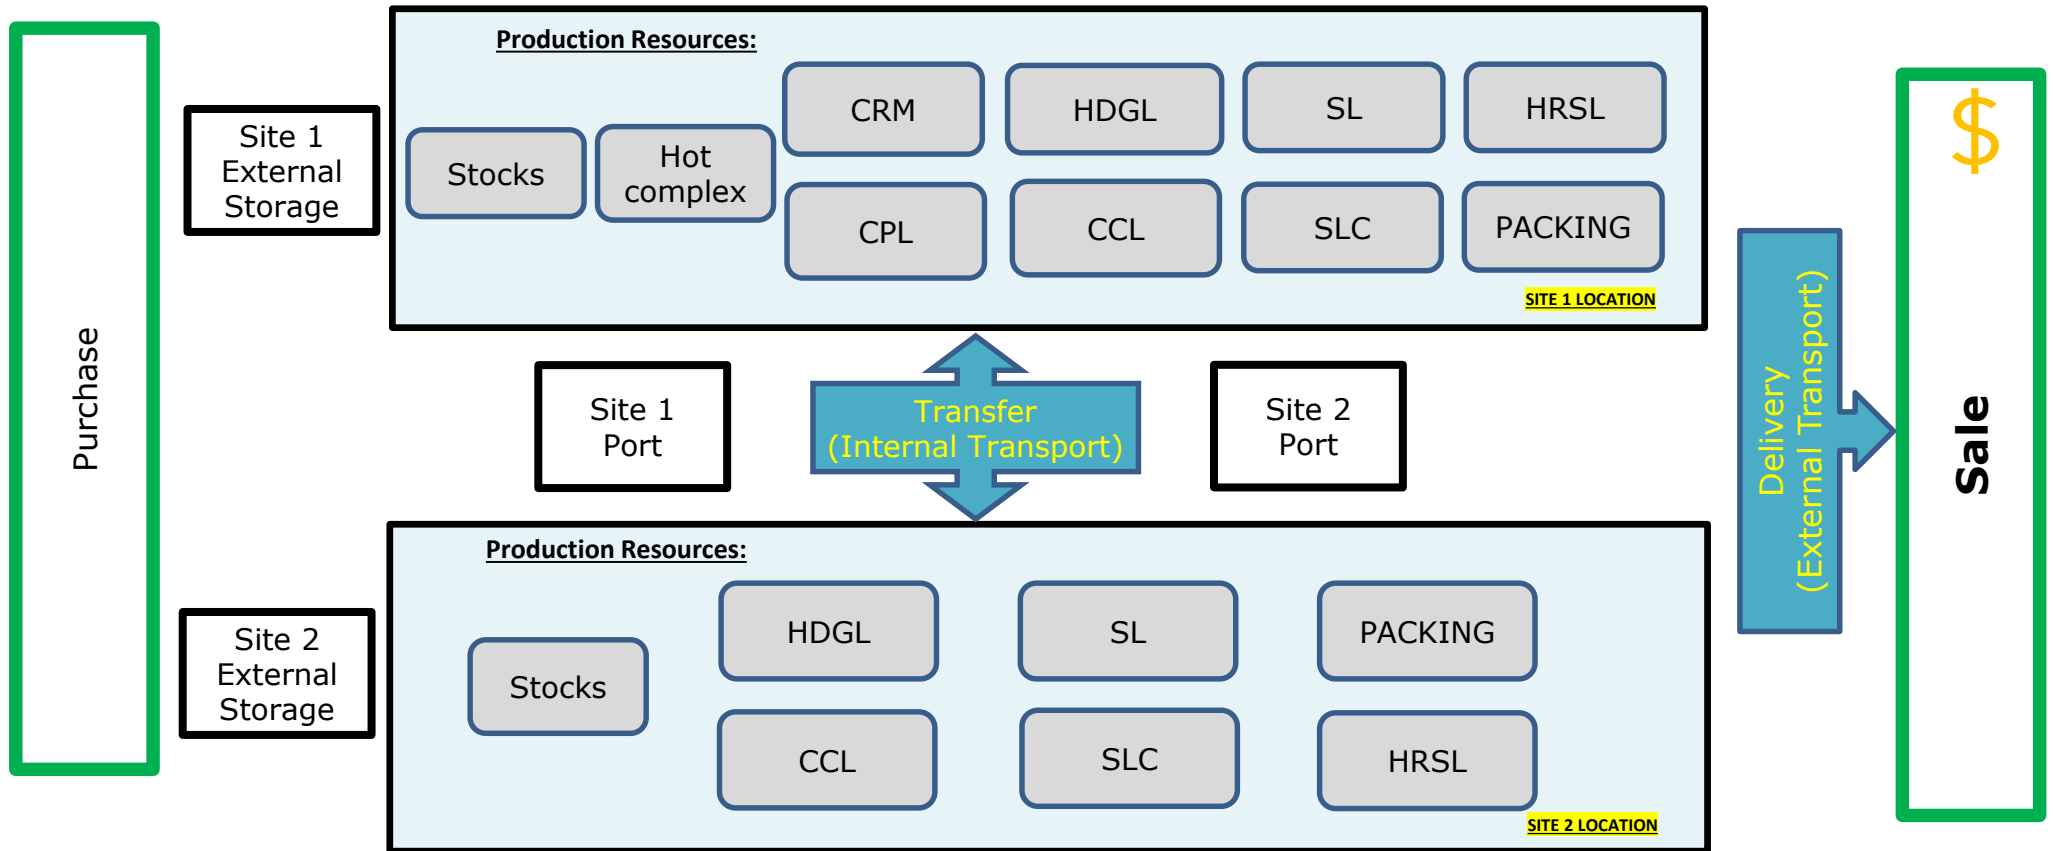 Purchase
Site 1
External
Storage
Production Resources:
Stocks
Hot
complex
CRM
HDGL
SL
HRSL
CPL
CCL
SLC
PACKING
SITE 1 LOCATION
Site 1
Port
Transfer
(Internal Transport)
Site 2
Port
Site 2
External
Storage
Production Resources:
Stocks
HDGL
SL
PACKING
CCL
SLC
HRSL
SITE 2 LOCATION
Delivery
(External Transport)
$
Sale